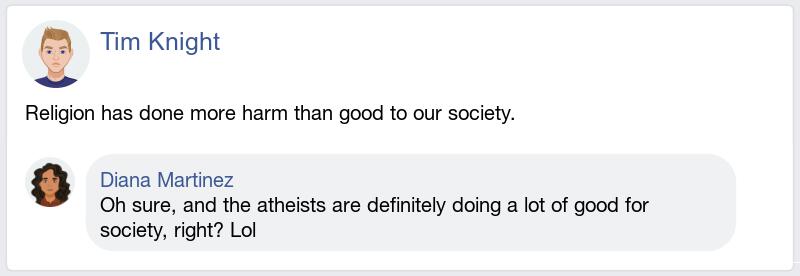 Tim Knight
Religion has done more harm than good to our society.
Diana Martinez
Oh sure, and the atheists are definitely doing a lot of good for
society, right? Lol